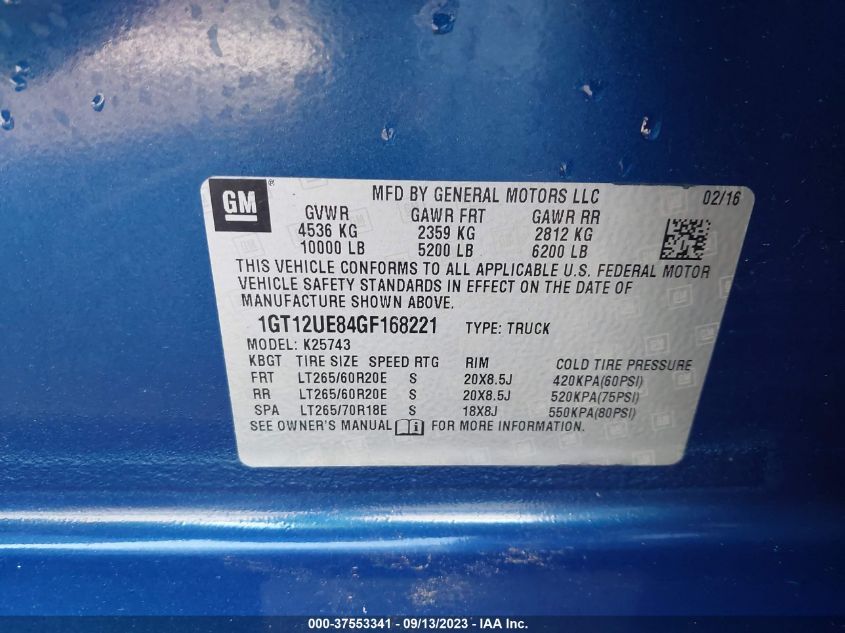 GM ® MFD BY GENERAL MOTORS LLC 02/16
GVWR GAWR FRT GAWR RR
4536 KG 2359 KG 2812 KG
10000 LB 5200 LB 6200 LB
THIS VEHICLE CONFORMS TO ALL APPLICABLE U.S. FEDERAL MOTOR
VEHICLE SAFETY STANDARDS IN EFFECT ON THE DATE OF
MANUFACTURE SHOWN ABOVE.
1GT12UE84GF168221 TYPE: TRUCK
MODEL: K25743
KBGT TIRE SIZE SPEED RTG RIM COLD TIRE PRESSURE
FRT LT265/60R20E S 20X8.5J 420KPA(60PSI)
RR LT265/60R20E S 20X8.5J 520KPA(75PSI)
SPA LT265/70R18E S 18X8J 550KPA(80PSI)
SEE OWNER'S MANUAL FOR MORE INFORMATION.
000-37553341 - 09/13/2023 - IAA Inc.